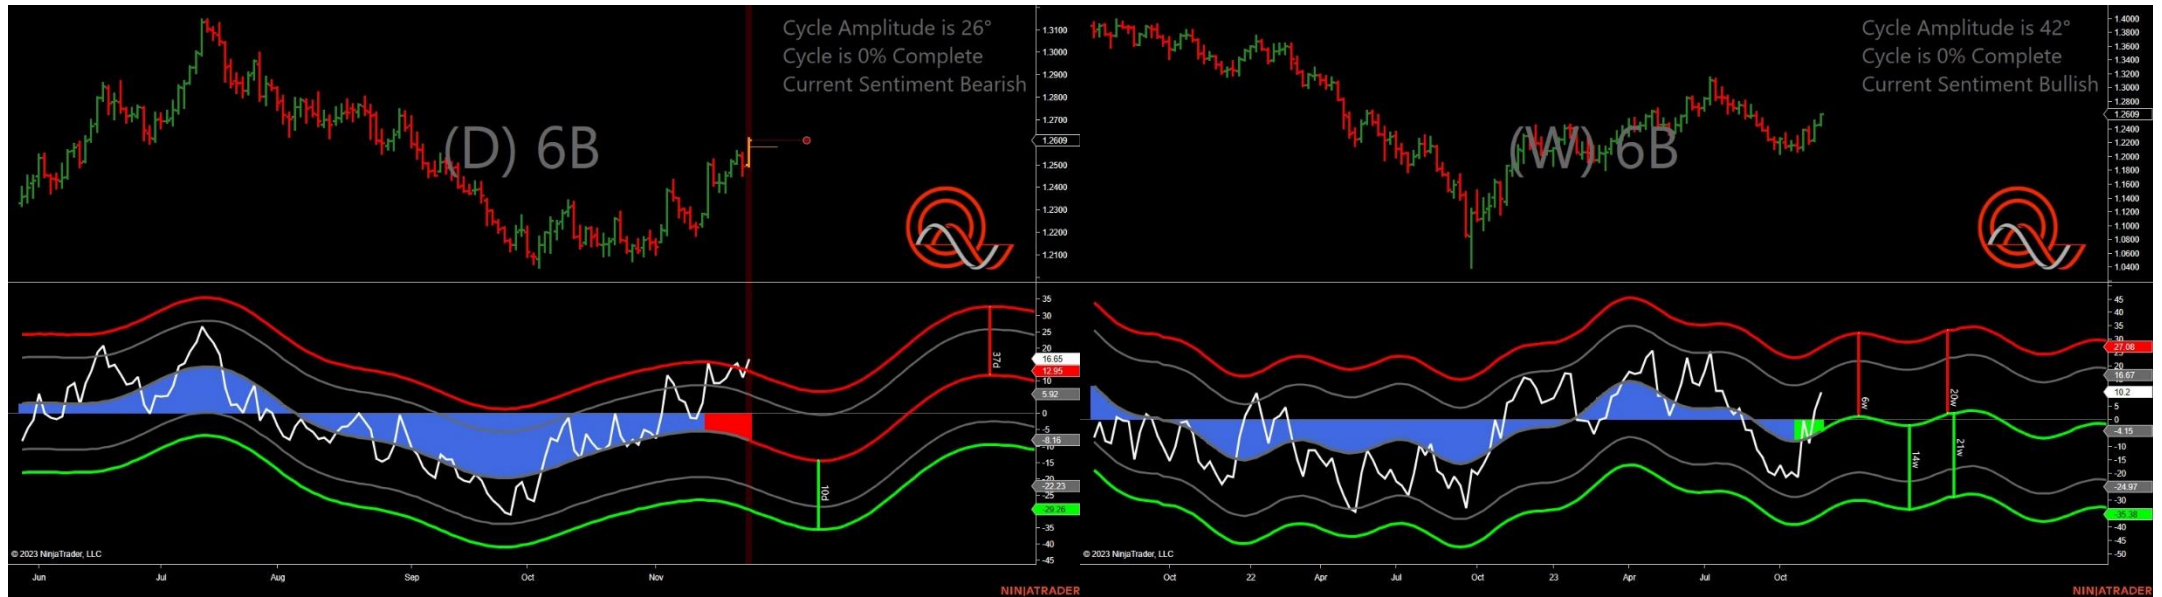 Cycle Amplitude is 26°
Cycle is 0% Complete
Current Sentiment Bearish
(D) 6B
1.3100
1.3000
1.2900
1.2800
1.2700
1.2609
1.2500
1.2400
1.2300
1.2200
1.2100
35
30
25
20
16.65
12.95
10
5.92
0
-5
-8.16
-15
-22.23
-25
-29.26
-35
-40
-45
37d
10d
© 2023 NinjaTrader, LLC
Jun
Jul
Aug
Sep
Oct
Nov
NINJATRADER
Cycle Amplitude is 42°
Cycle is 0% Complete
Current Sentiment Bullish
(W) 6B
1.4000
1.3800
1.3600
1.3400
1.3200
1.3000
1.2800
1.2609
1.2400
1.2200
1.2000
1.1800
1.1600
1.1400
1.1200
1.1000
1.0800
1.0600
1.0400
45
35
30
27.08
20
16.67
10.2
5
0
-4.15
-10
-15
-20
-24.97
-30
-35.38
-40
-45
-50
6w
20w
14w
21w
© 2023 NinjaTrader, LLC
Oct
22
Apr
Jul
Oct
23
Apr
Jul
Oct
NINJATRADER